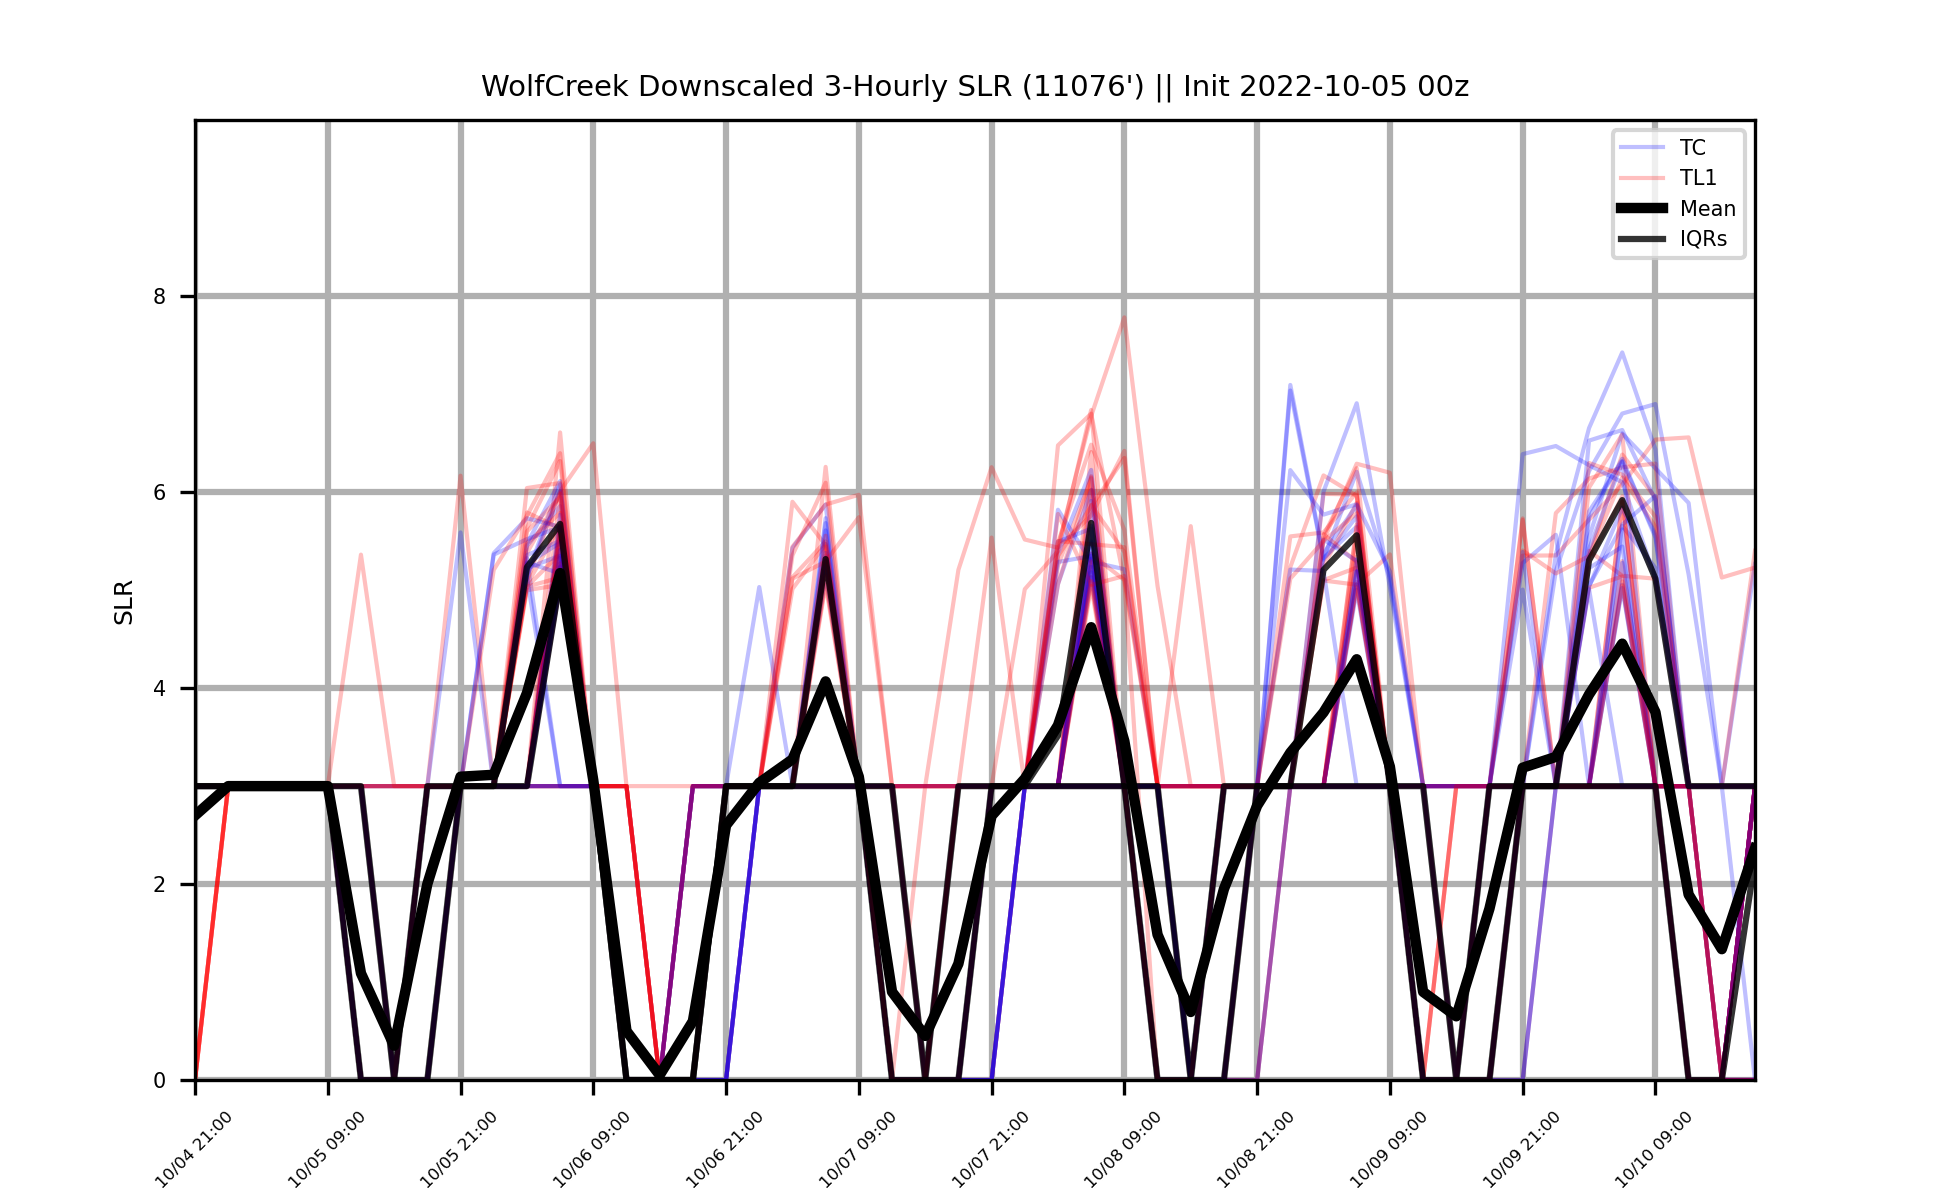 WolfCreek Downscaled 3-Hourly SLR (11076') || Init 2022-10-05 00z
TC
TL1
Mean
IQRs
SLR
8
6
4
2
0
10/04 21:00
10/05 09:00
10/05 21:00
10/06 09:00
10/06 21:00
10/07 09:00
10/07 21:00
10/08 09:00
10/08 21:00
10/09 09:00
10/09 21:00
10/10 09:00